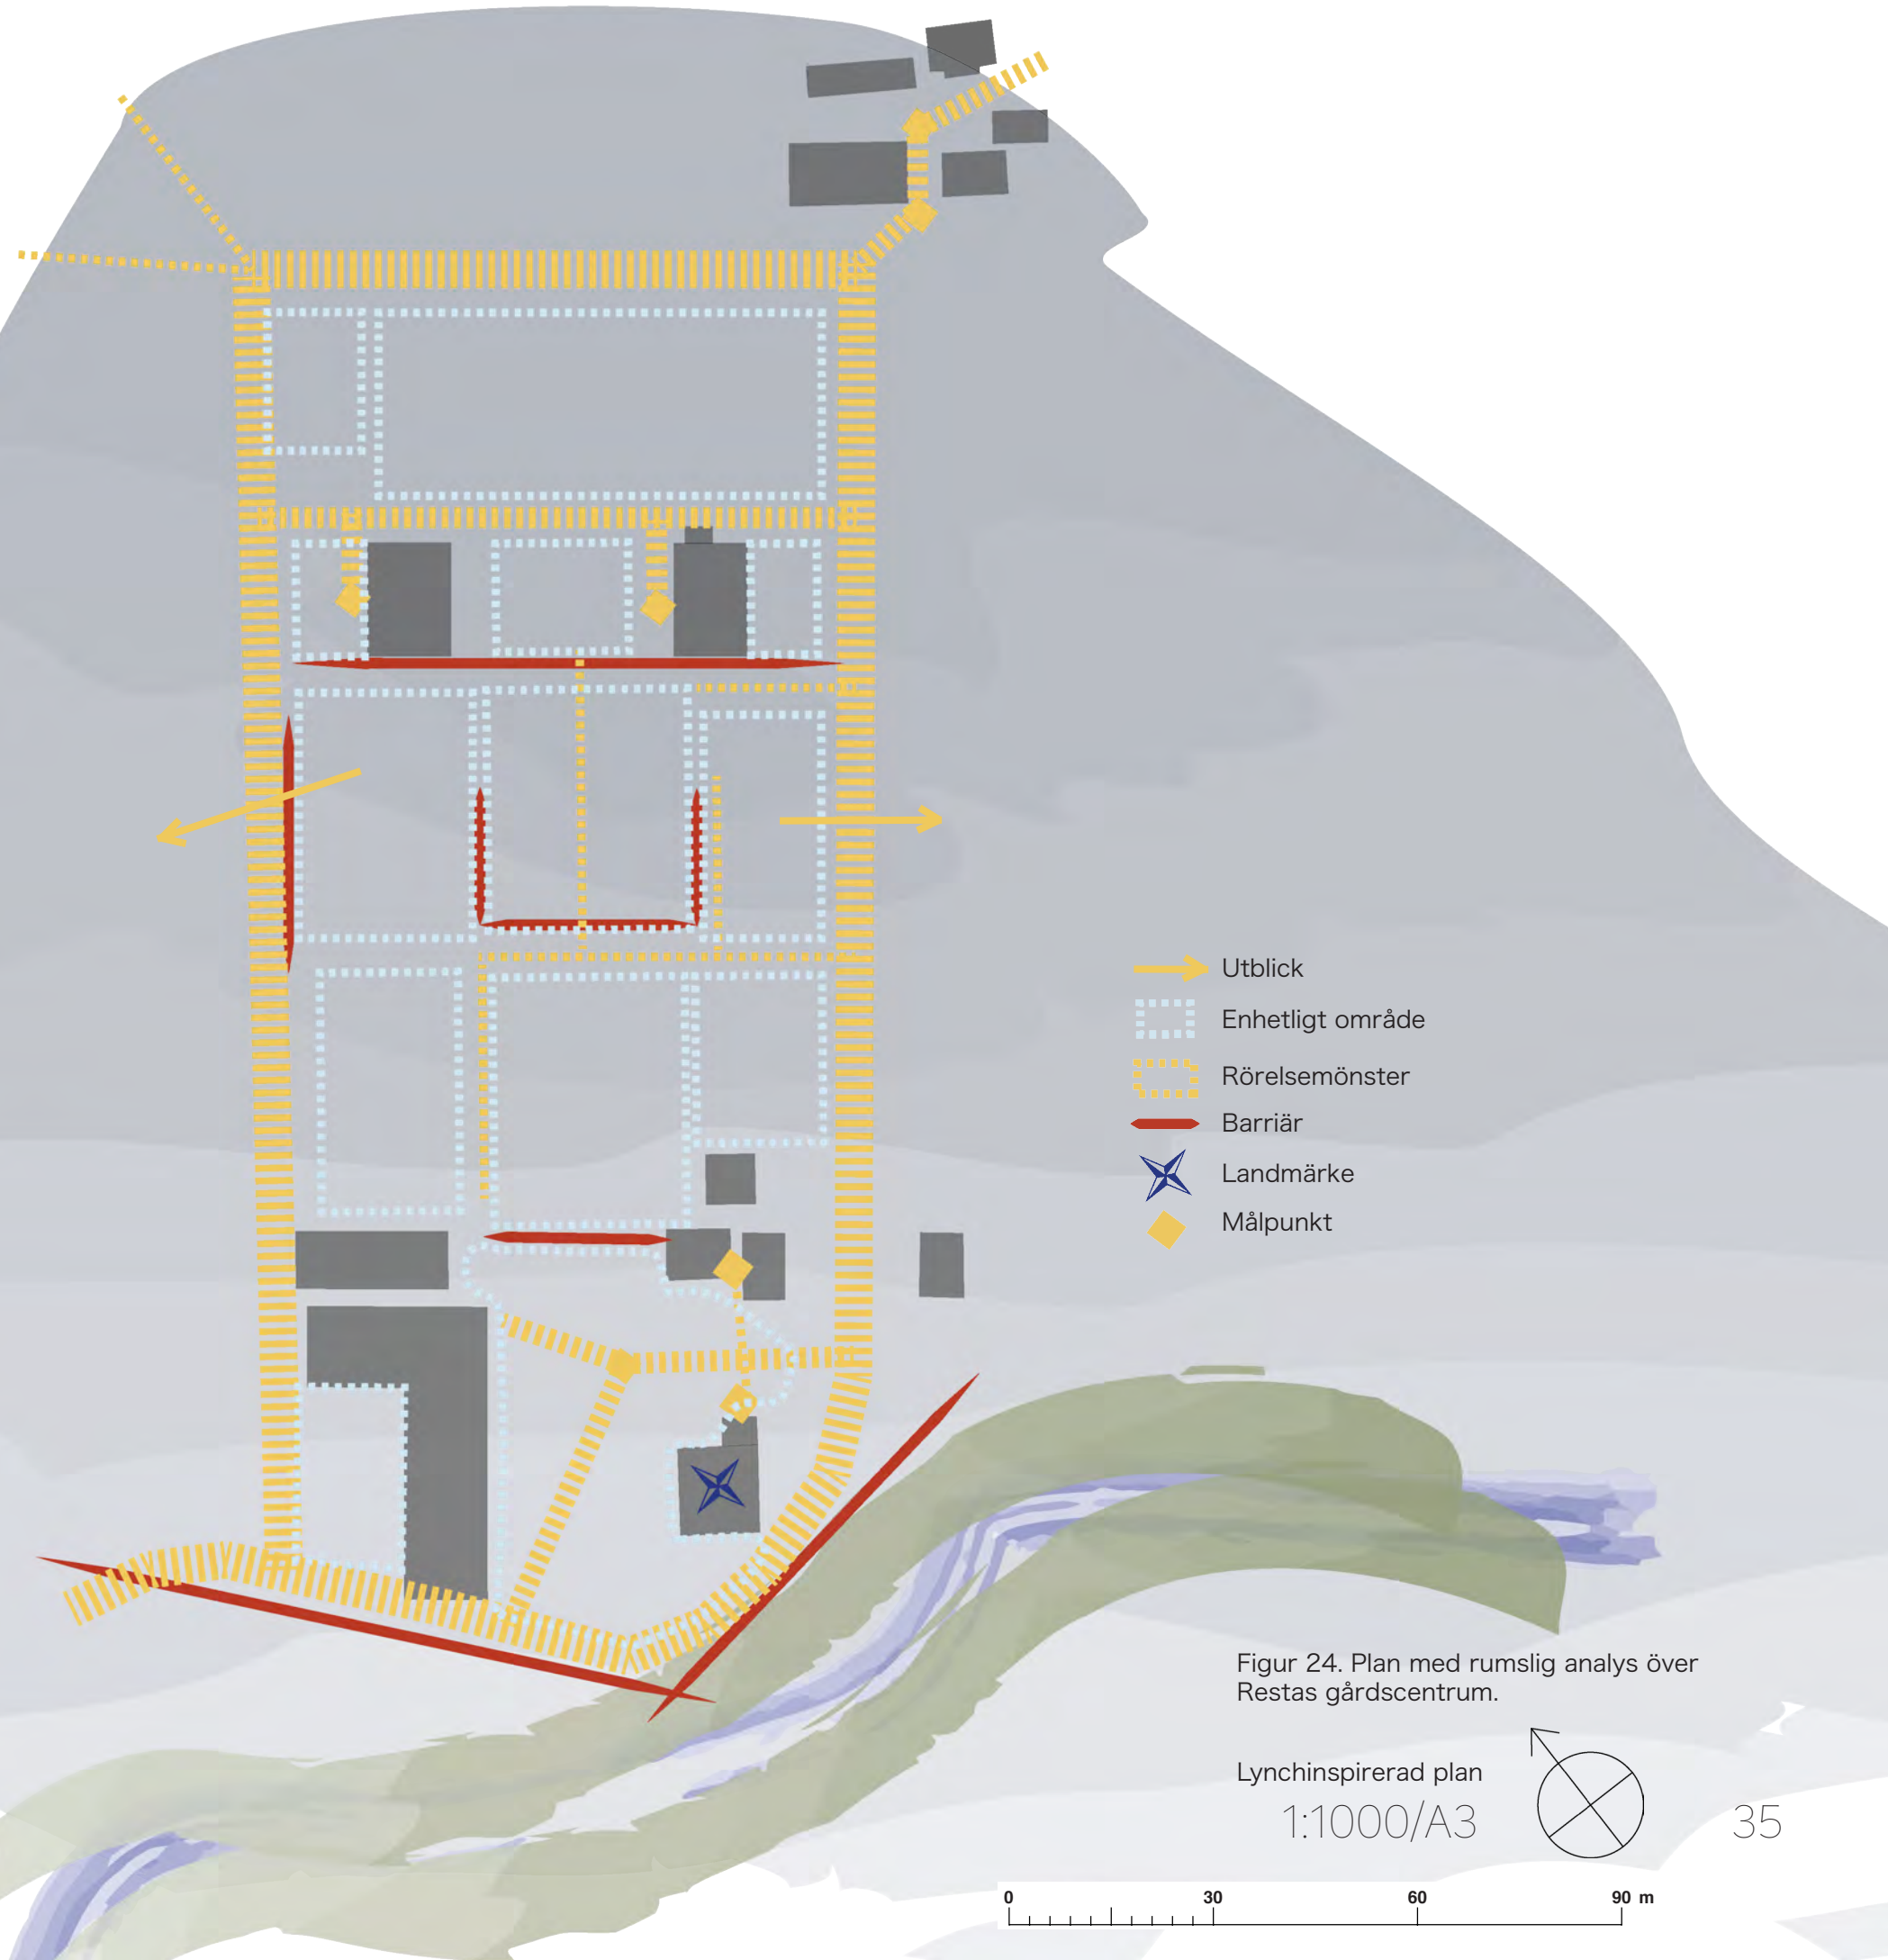 Utblick
Enhetligt område
Rörelsemönster
Barriär
Landmärke
Målpunkt
Figur 24. Plan med rumslig analys över
Restas gårdscentrum.
Lynchinspirerad plan
1:1000/A3
35
0 30 60 90 m